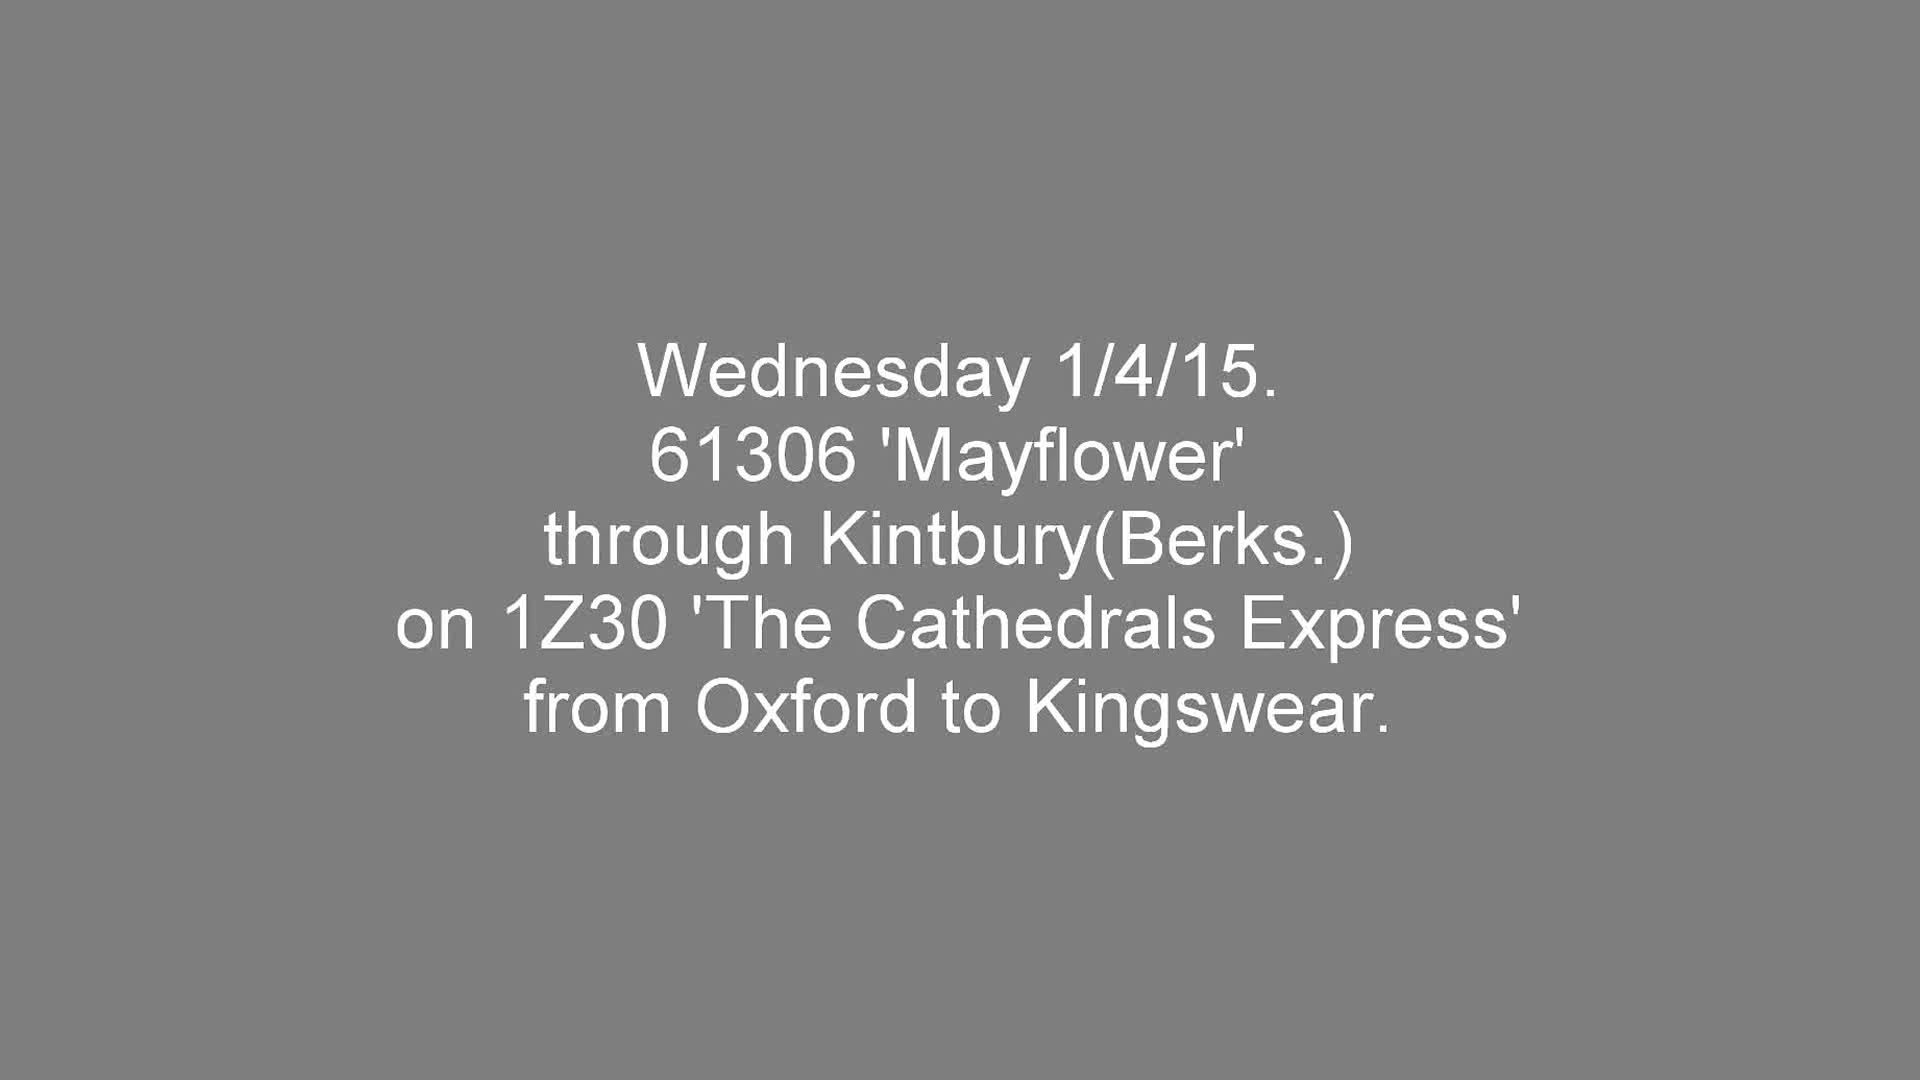 Wednesday 1/4/15.
61306 'Mayflower'
through Kintbury(Berks.)
on 1Z30 'The Cathedrals Express'
from Oxford to Kingswear.